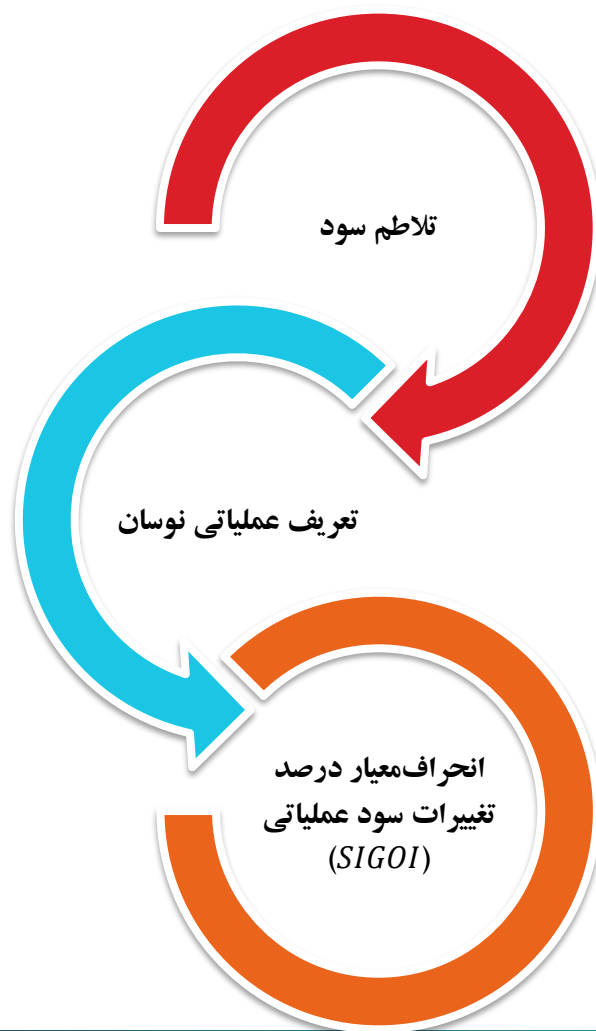 تلاطم سود
تعریف عملیاتی نوسان
انحراف‌معیار درصد
تغییرات سود عملیاتی
(SIGOI)